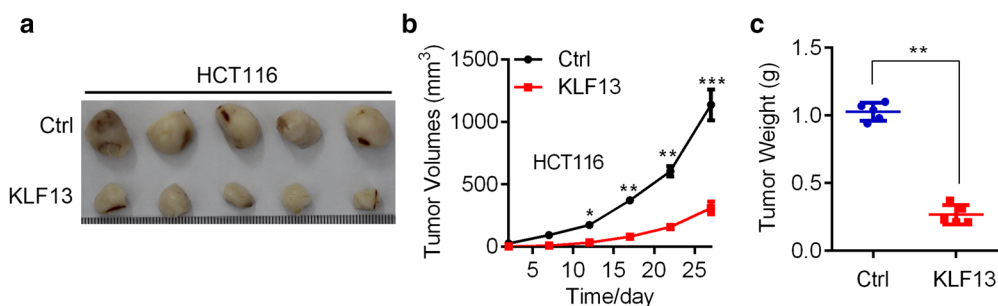 a
HCT116
Ctrl
KLF13
b
Tumor Volumes (mm³)
1500
1000
500
0
Ctrl
KLF13
HCT116
*
**
**
***
5 10 15 20 25
Time/day
c
Tumor Weight (g)
1.5
1.0
0.5
0.0
**
Ctrl KLF13